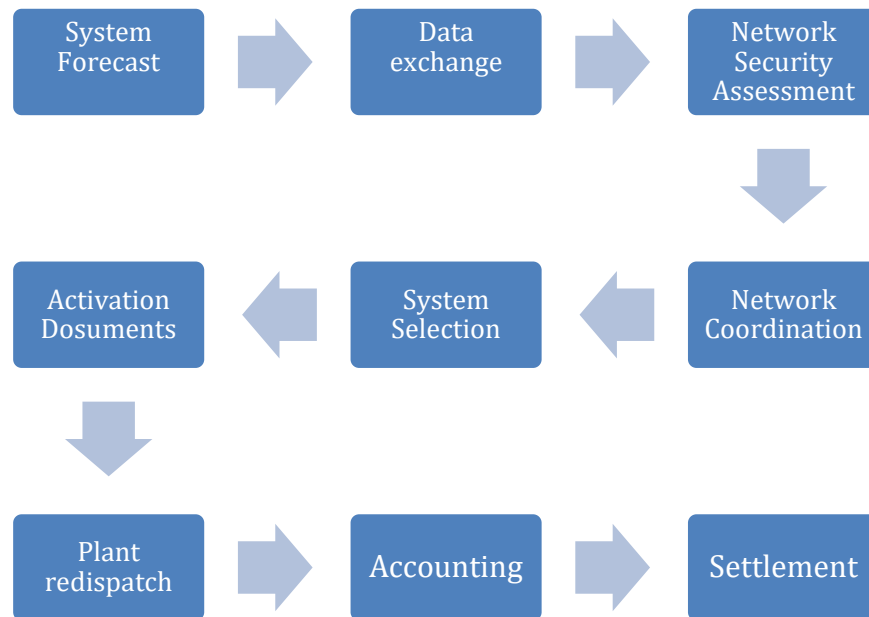 System
Forecast
Data
exchange
Network
Security
Assessment
Network
Coordination
System
Selection
Activation
Dosuments
Plant
redispatch
Accounting
Settlement